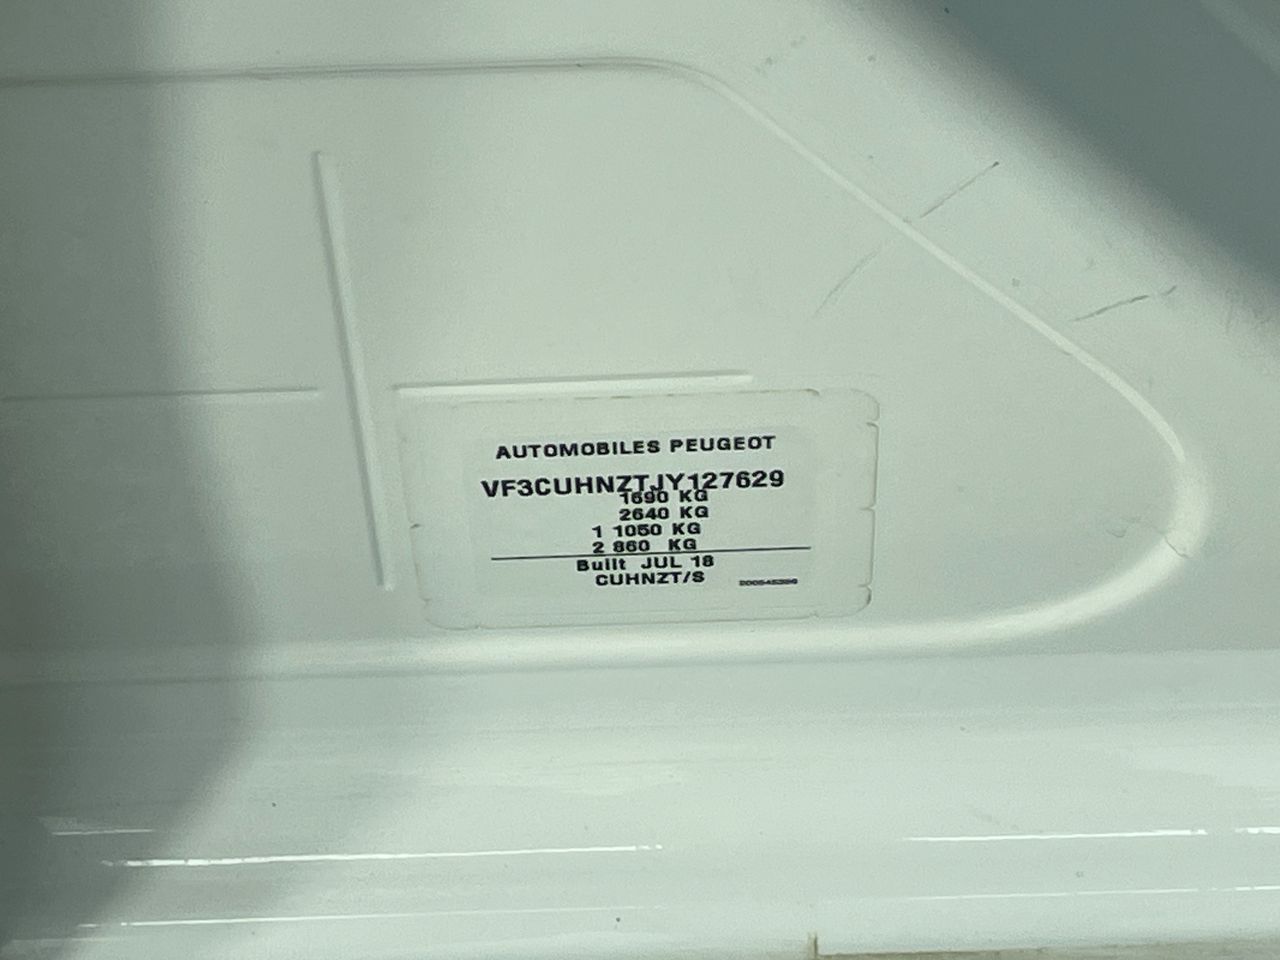 AUTOMOBILES PEUGEOT
VF3CUHNZTJY127629
1690 KG
2640 KG
1 1050 KG
2 860 KG
Built JUL 18
CUHNZT/S